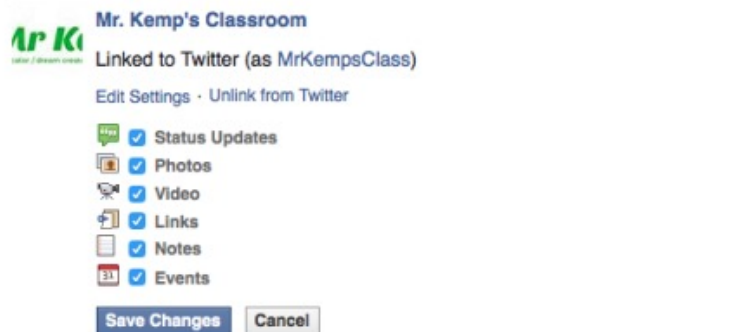 Mr. Kemp's Classroom
Linked to Twitter (as MrKempsClass)
Edit Settings · Unlink from Twitter
Status Updates
Photos
Video
Links
Notes
31 Events
Save Changes Cancel